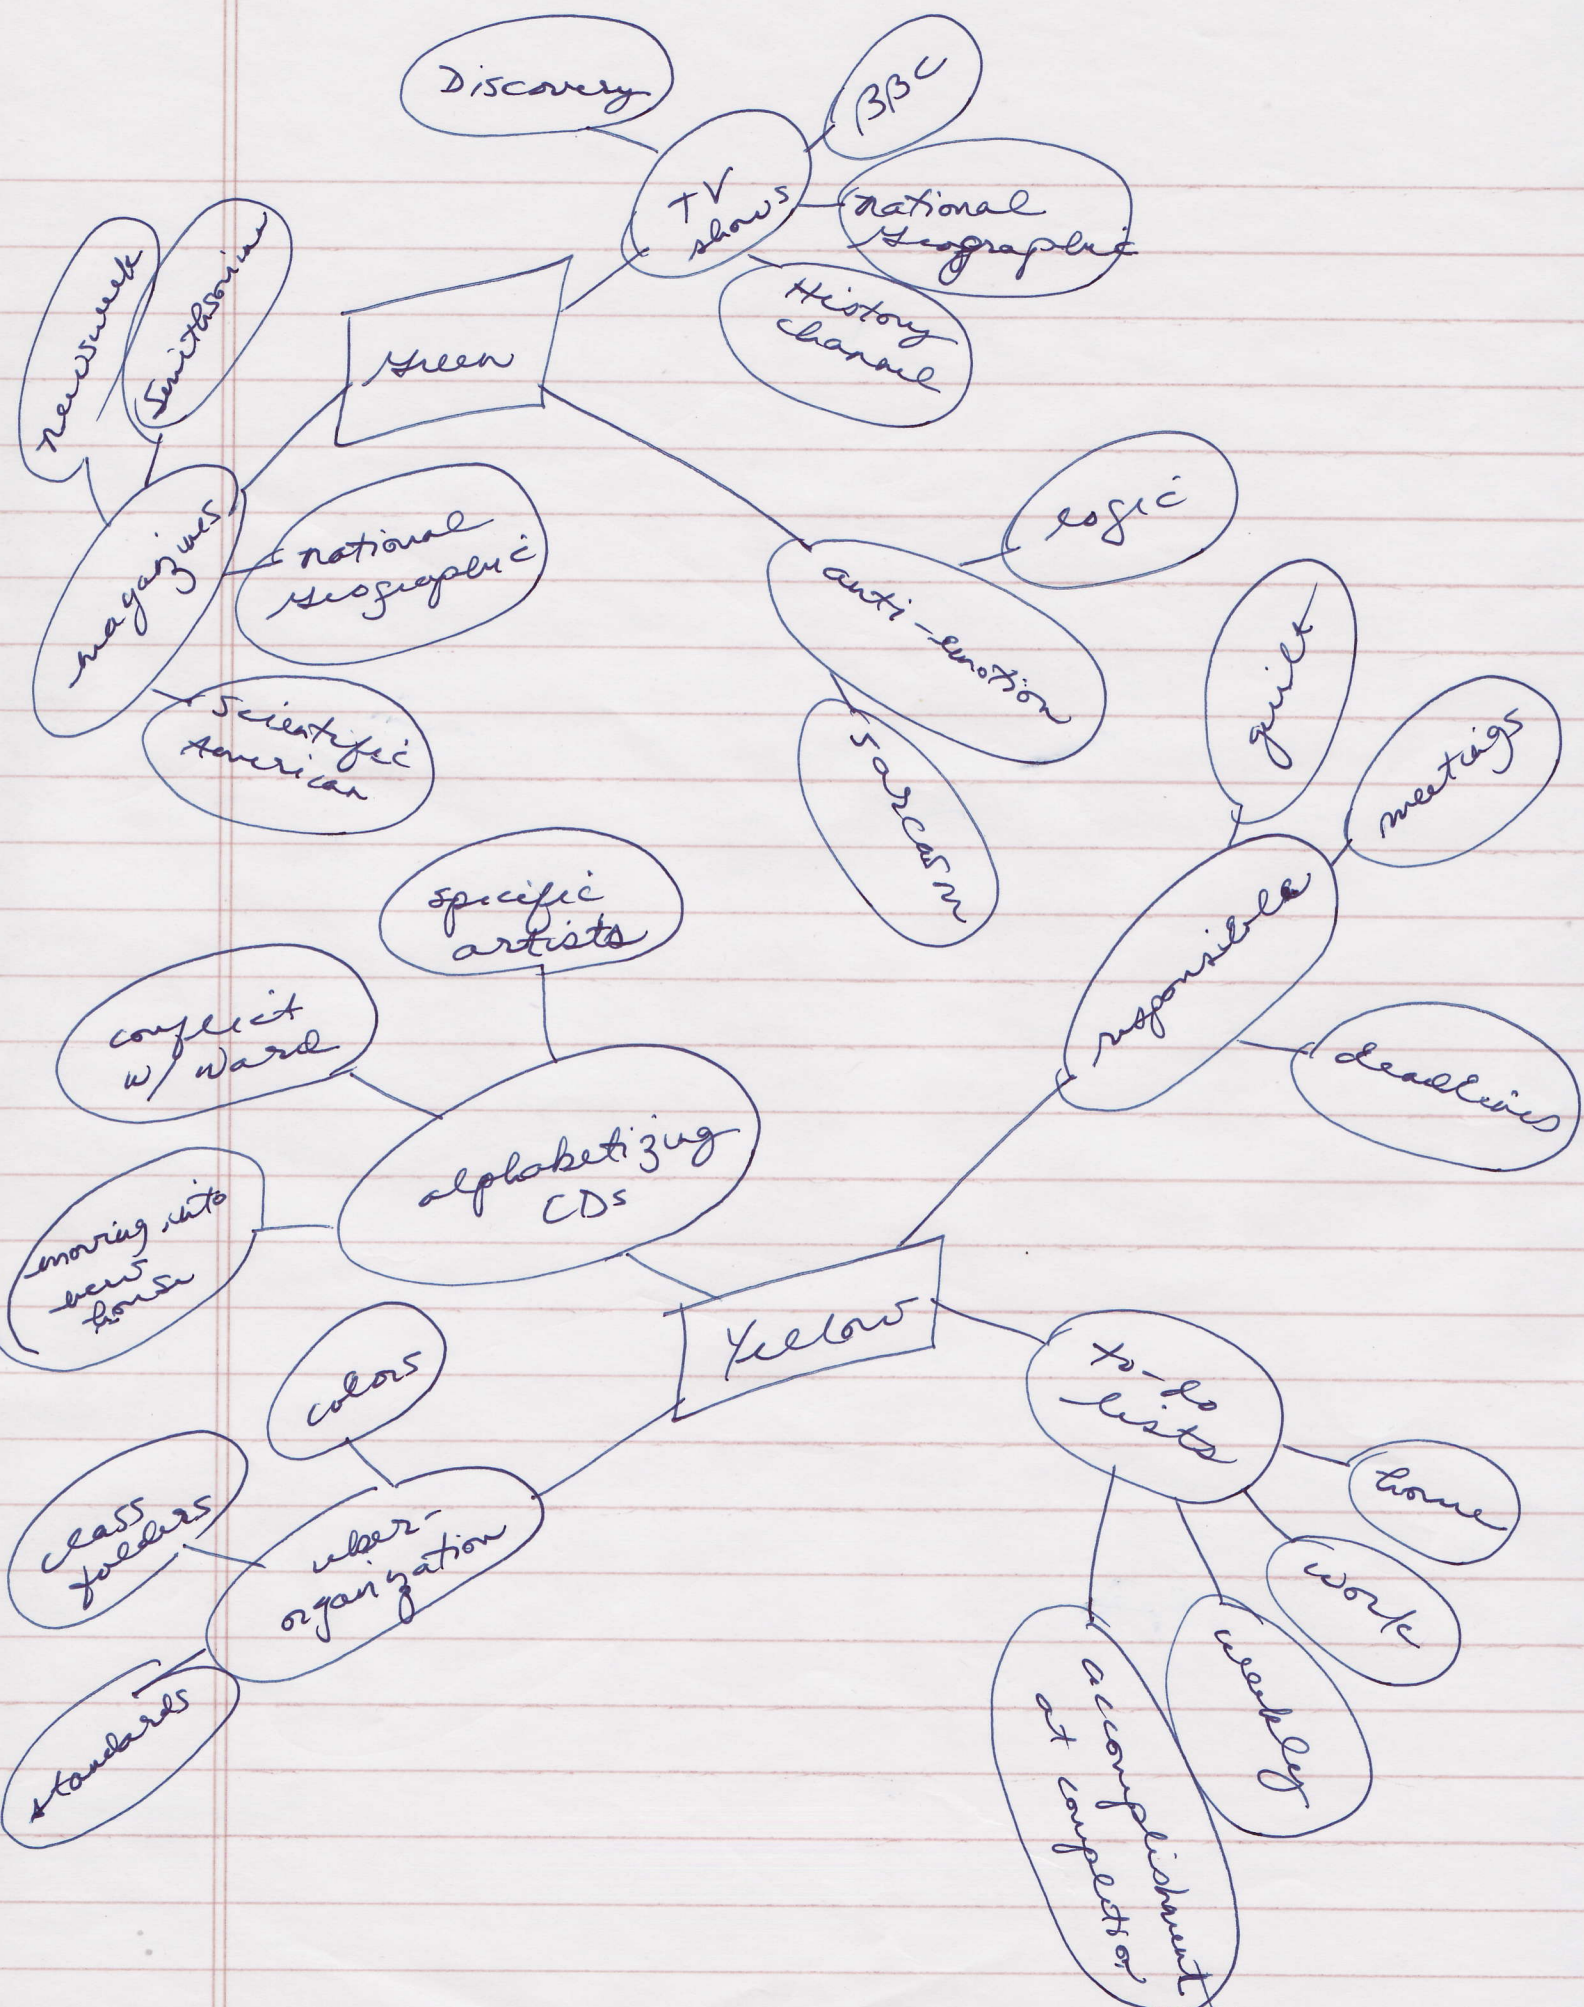 Discovery
BBC
TV
shows
national
geographic
History
channel
newsweek
Smithsonian
green
magazines
national
geographic
Scientific
American
logic
anti-emotion
sarcasm
guilt
meetings
responsible
deadlines
specific
artists
conflict
w/ Ward
alphabetizing
CDs
moving into
new
house
Yellow
colors
to-do
lists
home
work
weekly
accomplishment
at completion
class
folders
uber-
organization
standards